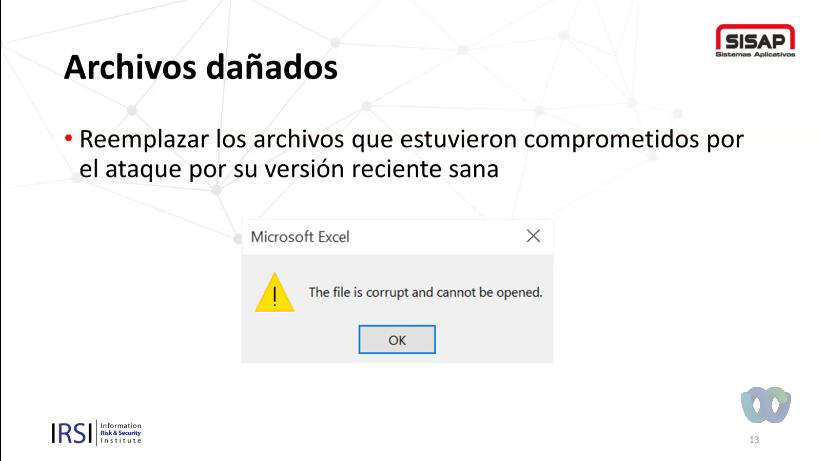 SISAP
Sistemas Aplicativos
Archivos dañados
• Reemplazar los archivos que estuvieron comprometidos por
el ataque por su versión reciente sana
Microsoft Excel
The file is corrupt and cannot be opened.
OK
IRSI
Information
Risk & Security
Institute
13